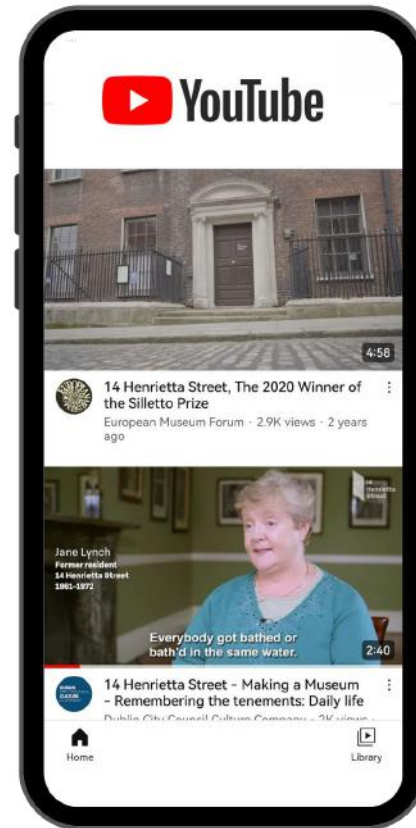 YouTube
4:58
14 Henrietta Street, The 2020 Winner of
the Silletto Prize
European Museum Forum · 2.9K views · 2 years
ago
14
Henrietta
Street
Jane Lynch
Former resident
14 Henrietta Street
1961-1972
Everybody got bathed or
bath'd in the same water.
2:40
14 Henrietta Street - Making a Museum
- Remembering the tenements: Daily life
Dublin City Council Culture Company · 2K views ·
Home
Library